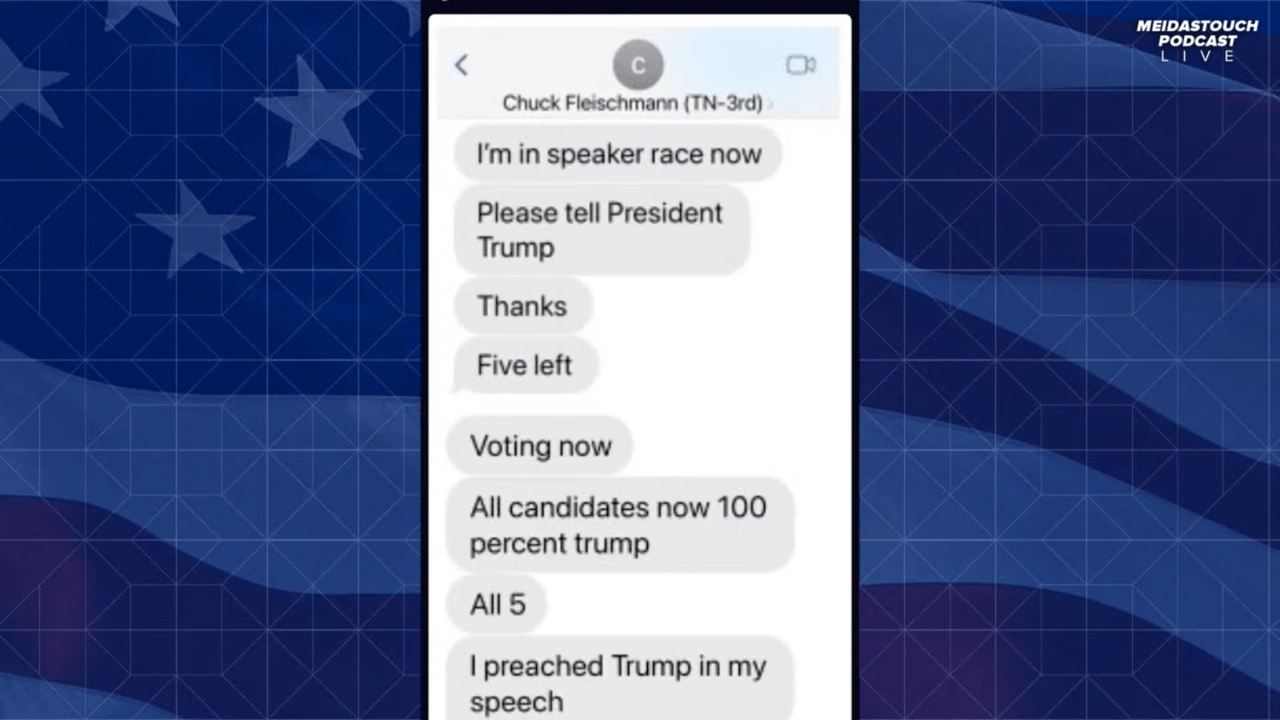 MEIDASTOUCH
PODCAST
LIVE
C
Chuck Fleischmann (TN-3rd)
I'm in speaker race now
Please tell President
Trump
Thanks
Five left
Voting now
All candidates now 100
percent trump
All 5
I preached Trump in my
speech